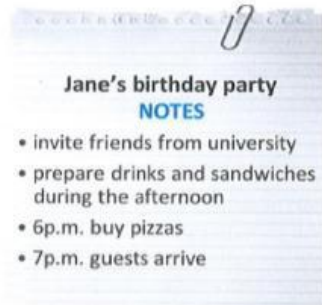 Jane's birthday party
NOTES
• invite friends from university
• prepare drinks and sandwiches
during the afternoon
• 6p.m. buy pizzas
• 7p.m. guests arrive